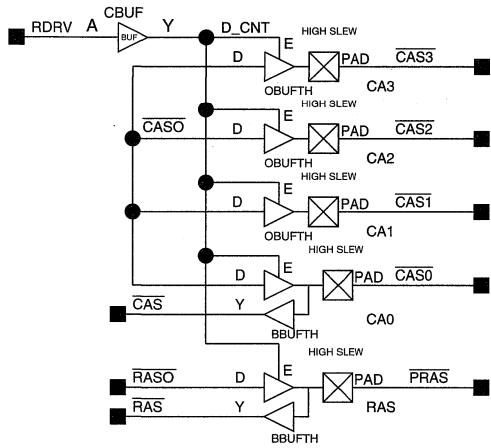 CBUF
RDRV A BUF Y D_CNT HIGH SLEW
E
D PAD CAS3
OBUFTH CA3
HIGH SLEW
E
CASO D PAD CAS2
OBUFTH CA2
HIGH SLEW
E
D PAD CAS1
OBUFTH CA1
HIGH SLEW
E
D PAD CAS0
CAS Y CA0
BBUFTH
HIGH SLEW
E
RASO D PAD PRAS
RAS Y RAS
BBUFTH